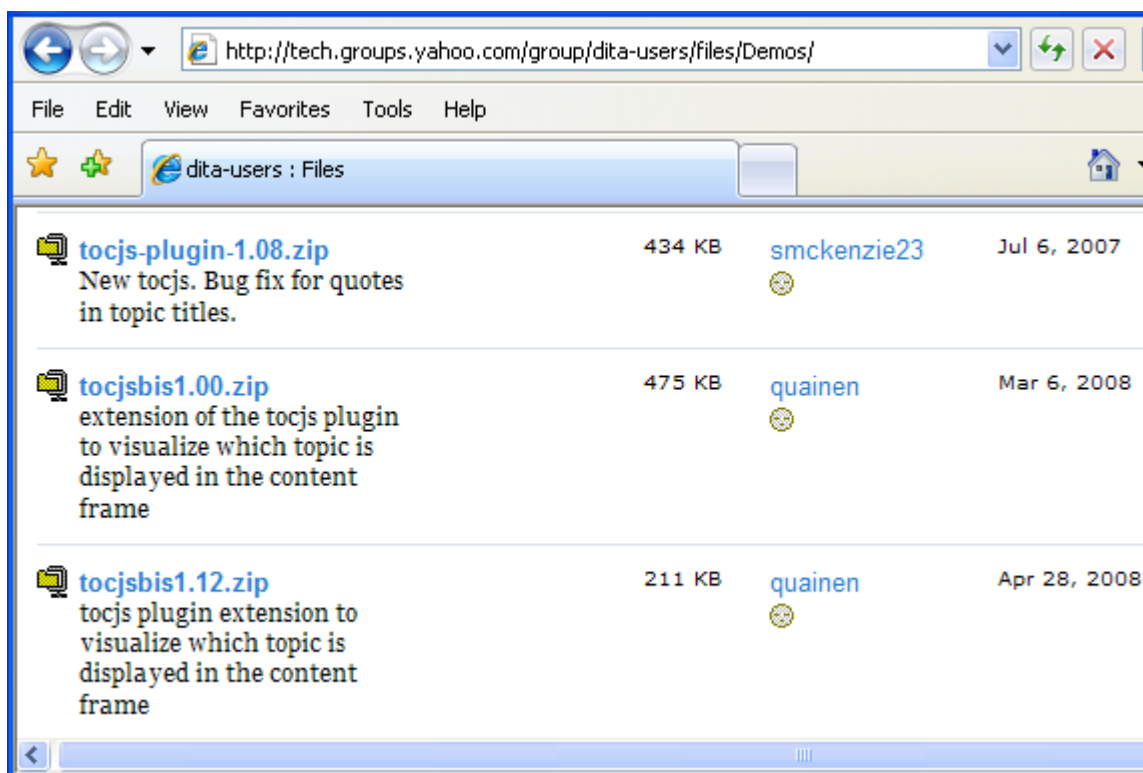 http://tech.groups.yahoo.com/group/dita-users/files/Demos/
File Edit View Favorites Tools Help
dita-users : Files
tocjs-plugin-1.08.zip 434 KB smckenzie23 Jul 6, 2007
New tocjs. Bug fix for quotes
in topic titles.
tocjsbis1.00.zip 475 KB quainen Mar 6, 2008
extension of the tocjs plugin
to visualize which topic is
displayed in the content
frame
tocjsbis1.12.zip 211 KB quainen Apr 28, 2008
tocjs plugin extension to
visualize which topic is
displayed in the content
frame